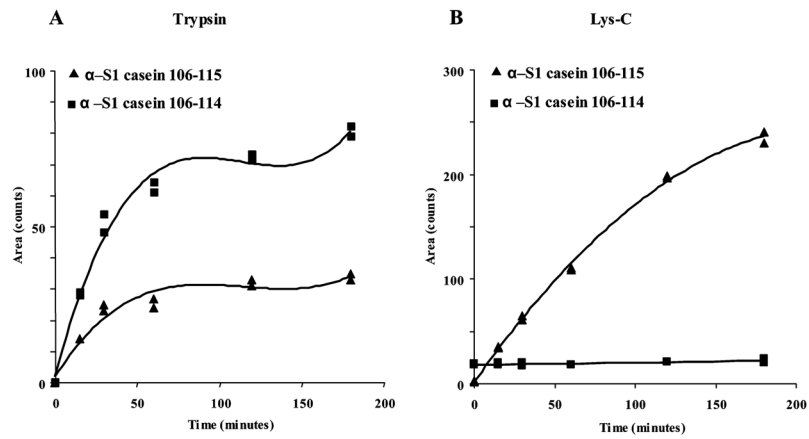 A
Trypsin
α–S1 casein 106-115
α –S1 casein 106-114
100
50
0
Area (counts)
0
50
100
150
200
Time (minutes)
B
Lys-C
α–S1 casein 106-115
α –S1 casein 106-114
300
200
100
0
Area (counts)
0
50
100
150
200
Time (minutes)